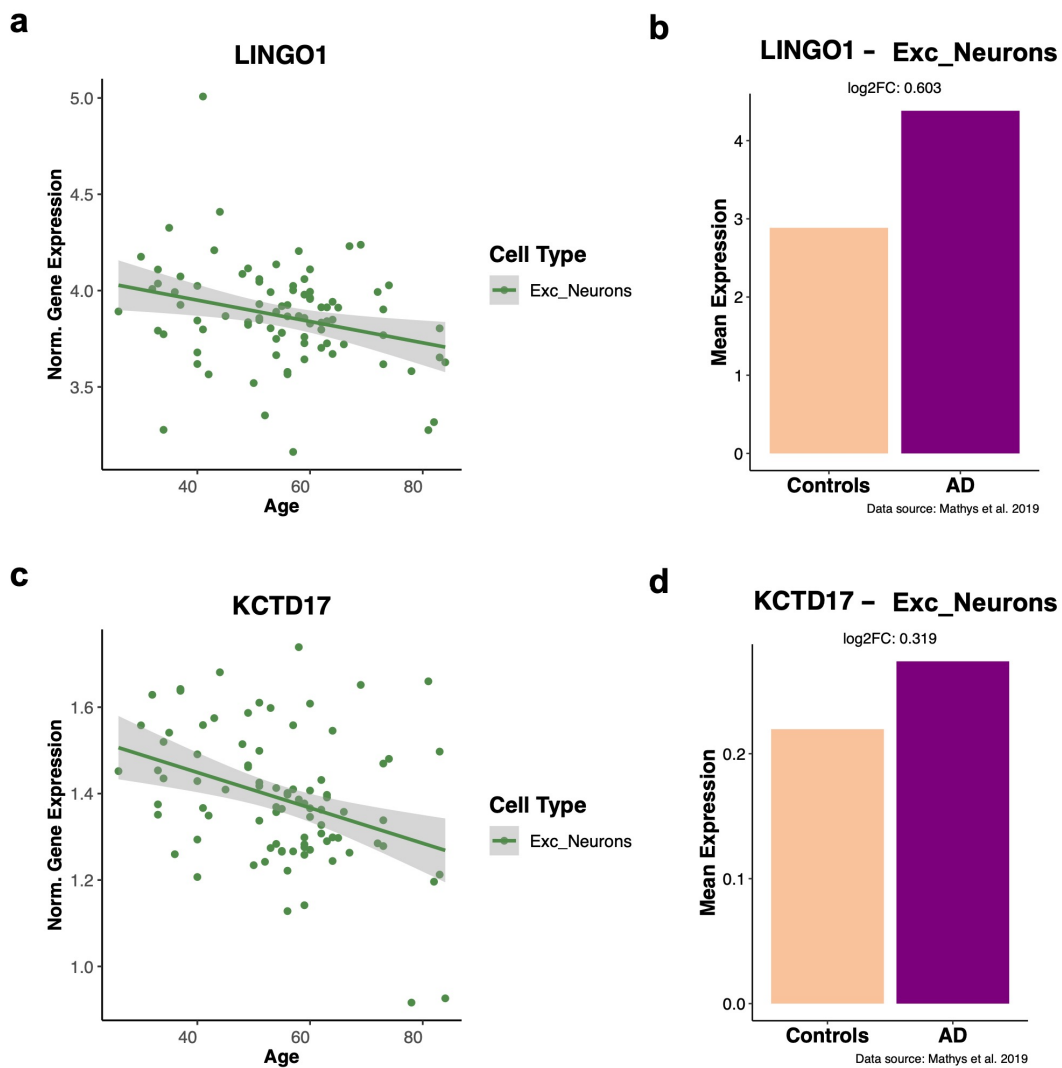 a
LINGO1
5.0
4.5
4.0
3.5
Norm. Gene Expression
40
60
80
Age
Cell Type
Exc_Neurons
b
LINGO1 – Exc_Neurons
log2FC: 0.603
4
3
2
1
0
Mean Expression
Controls
AD
Data source: Mathys et al. 2019
c
KCTD17
1.6
1.4
1.2
1.0
Norm. Gene Expression
40
60
80
Age
Cell Type
Exc_Neurons
d
KCTD17 – Exc_Neurons
log2FC: 0.319
0.2
0.1
0.0
Mean Expression
Controls
AD
Data source: Mathys et al. 2019